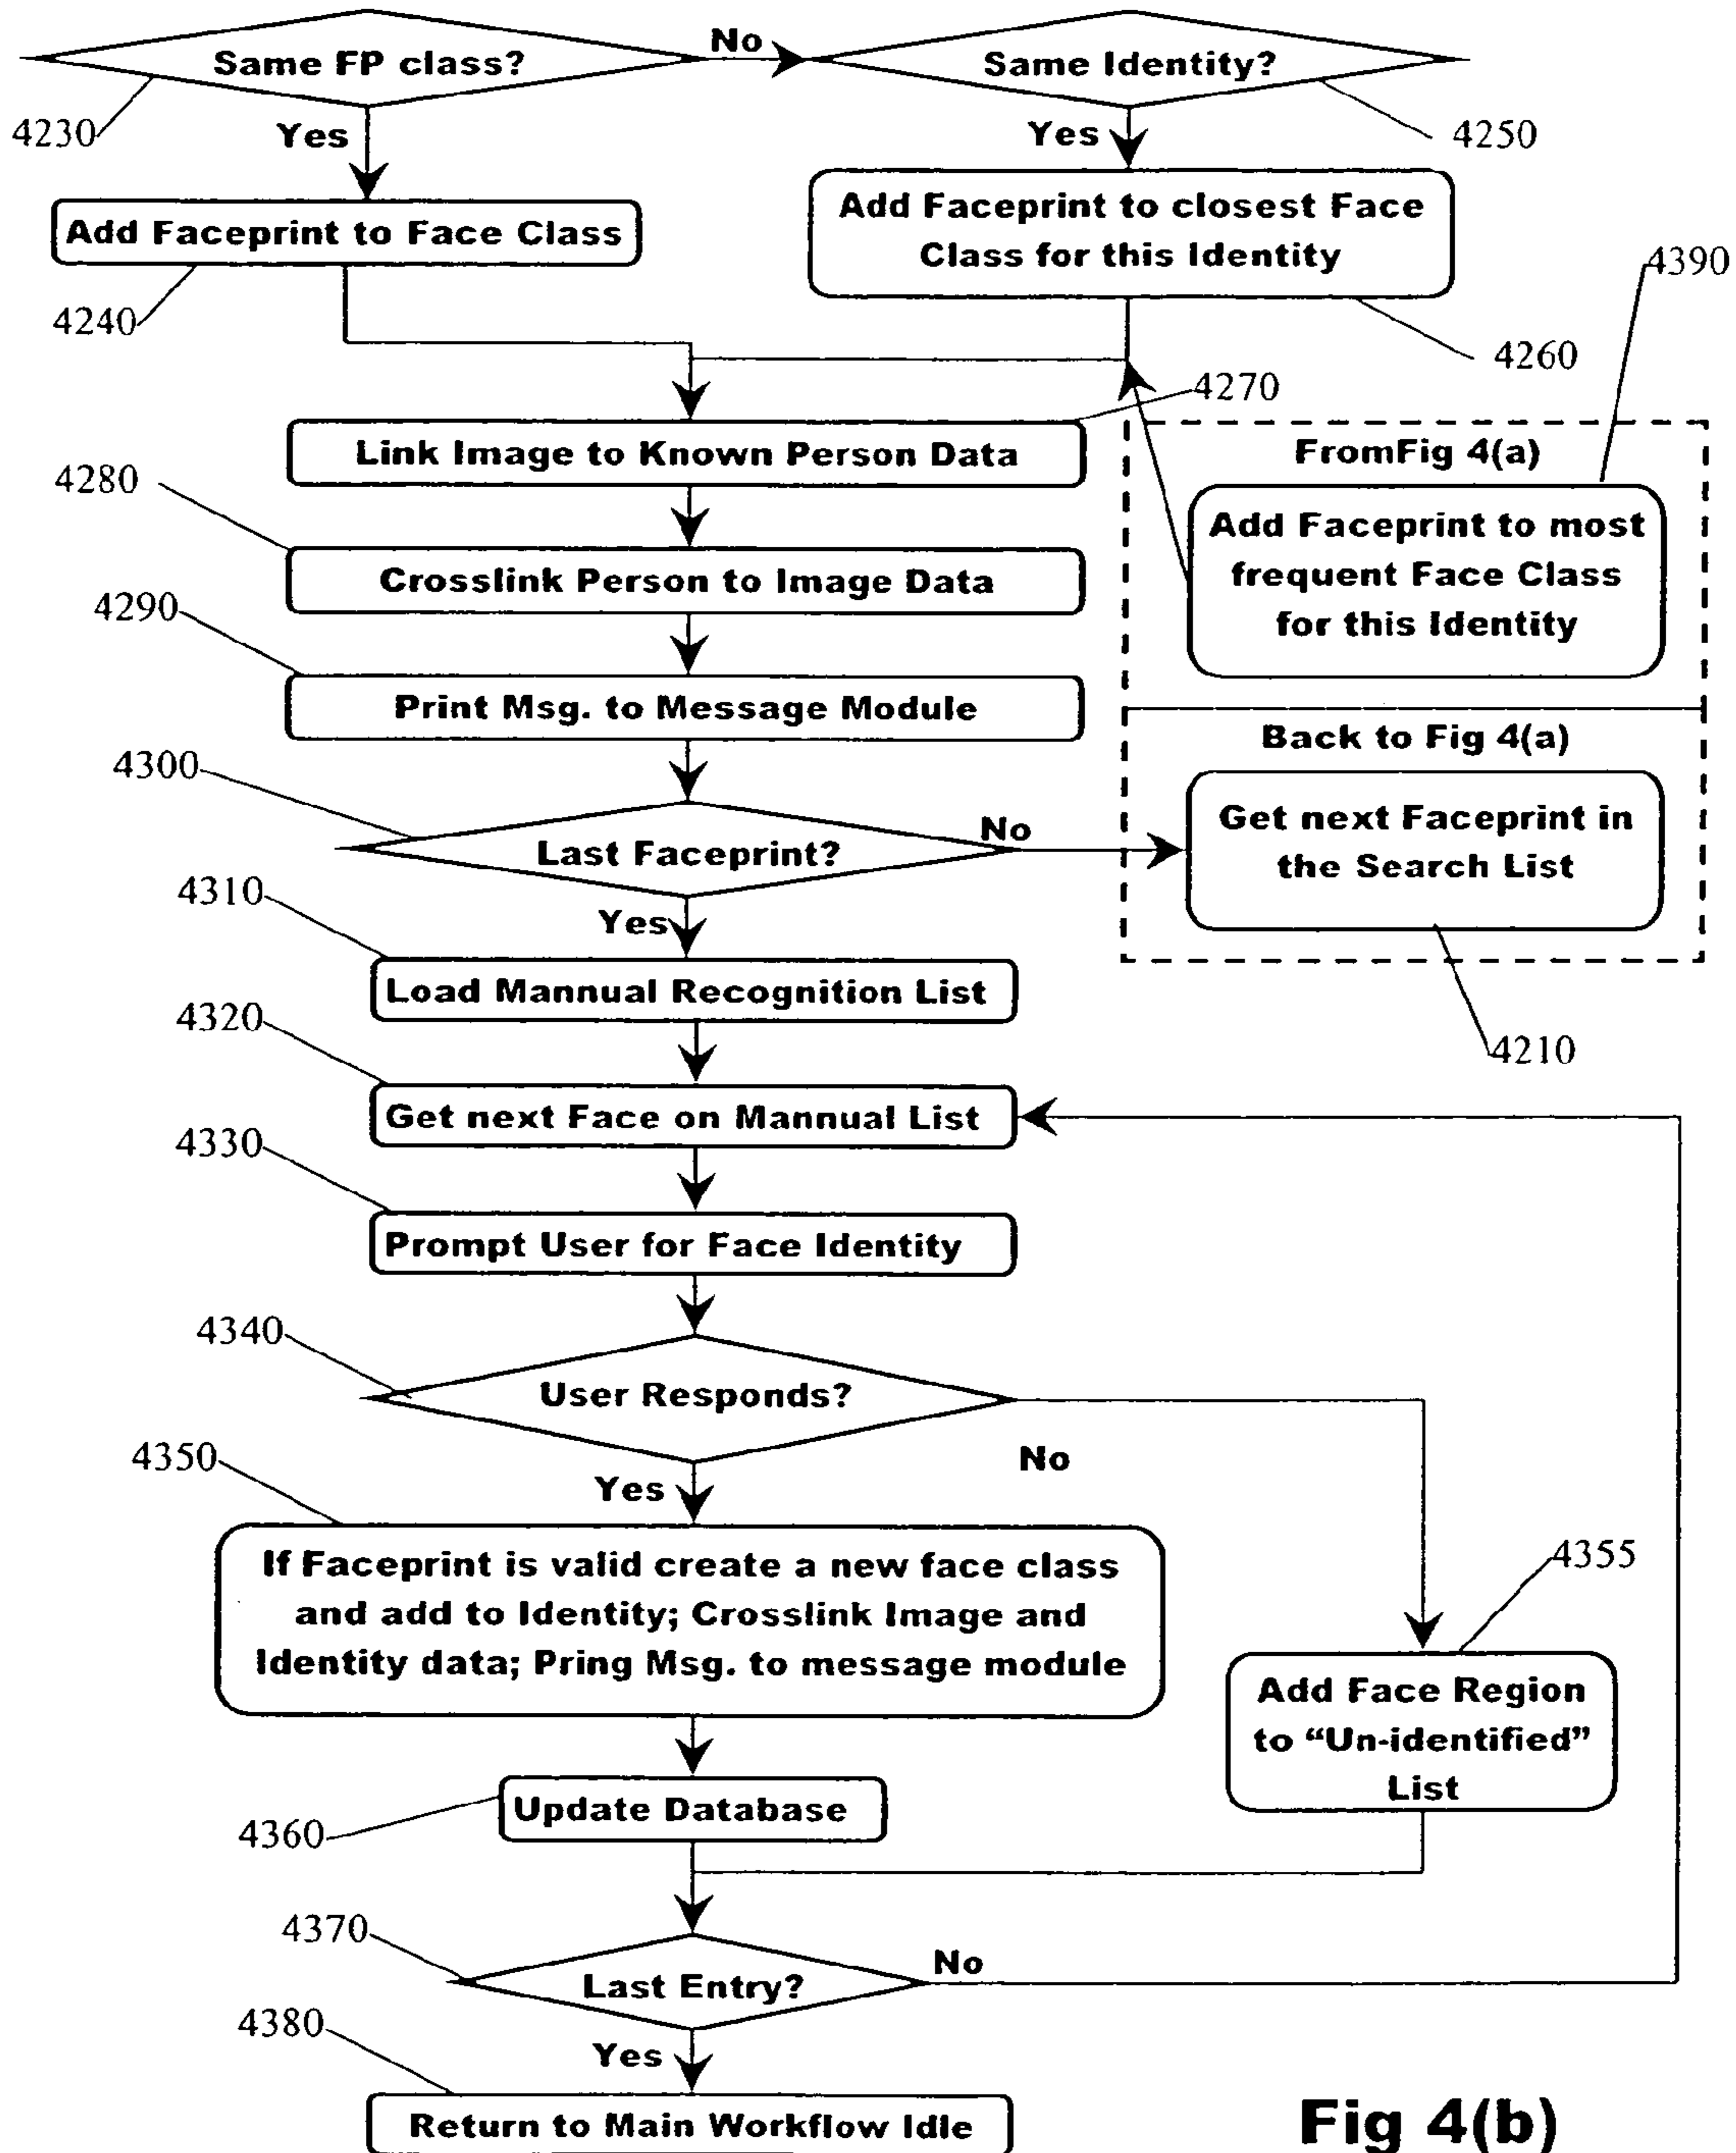 Same FP class?
No
Same Identity?
4230
Yes
Yes
4250
Add Faceprint to Face Class
Add Faceprint to closest Face
Class for this Identity
4240
4390
4260
4270
Link Image to Known Person Data
FromFig 4(a)
4280
Add Faceprint to most
frequent Face Class
for this Identity
Crosslink Person to Image Data
4290
Print Msg. to Message Module
Back to Fig 4(a)
4300
Last Faceprint?
No
Get next Faceprint in
the Search List
4310
Yes
Load Mannual Recognition List
4210
4320
Get next Face on Mannual List
4330
Prompt User for Face Identity
4340
User Responds?
4350
No
Yes
If Faceprint is valid create a new face class
and add to Identity; Crosslink Image and
Identity data; Pring Msg. to message module
4355
Add Face Region
to “Un-identified”
List
Update Database
4360
4370
Last Entry?
No
4380
Yes
Return to Main Workflow Idle
Fig 4(b)